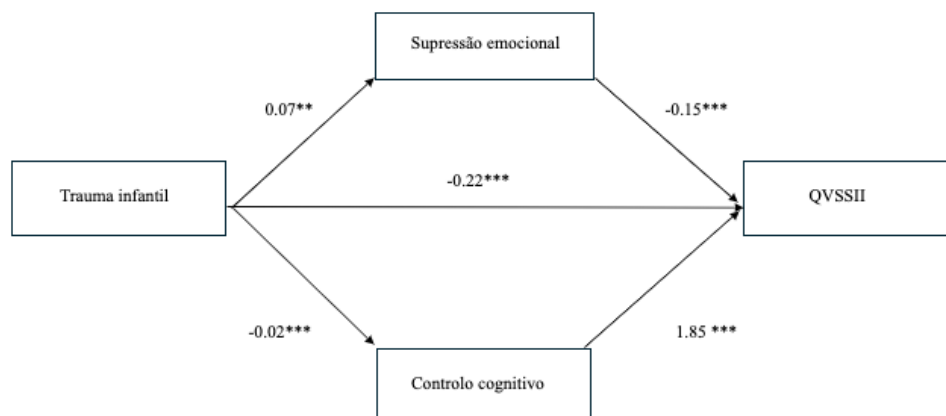 Supressão emocional
0.07**
-0.15***
Trauma infantil
-0.22***
QVSSII
-0.02***
1.85 ***
Controlo cognitivo